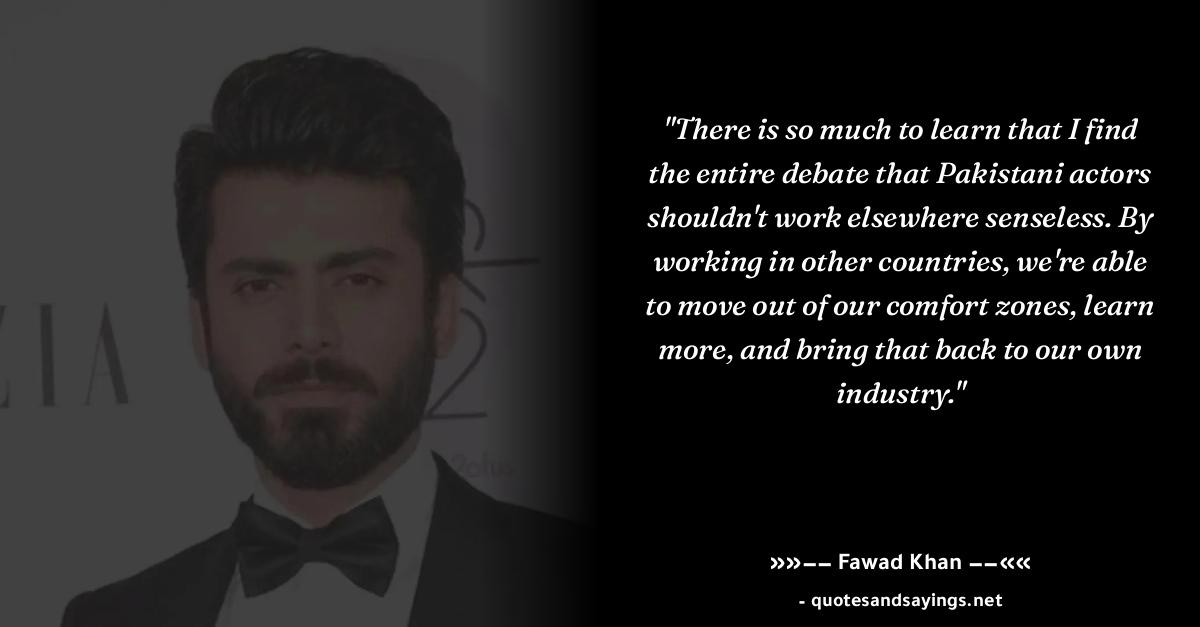 "There is so much to learn that I find
the entire debate that Pakistani actors
shouldn't work elsewhere senseless. By
working in other countries, we're able
to move out of our comfort zones, learn
more, and bring that back to our own
industry."
»»−− Fawad Khan −−««
- quotesandsayings.net
ZIA